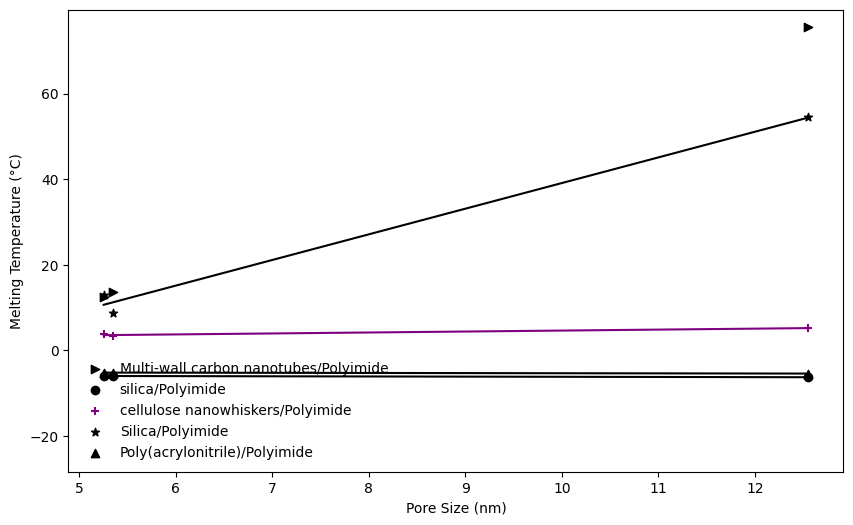 60
40
20
0
−20
Melting Temperature (°C)
Multi-wall carbon nanotubes/Polyimide
silica/Polyimide
cellulose nanowhiskers/Polyimide
Silica/Polyimide
Poly(acrylonitrile)/Polyimide
5 6 7 8 9 10 11 12
Pore Size (nm)